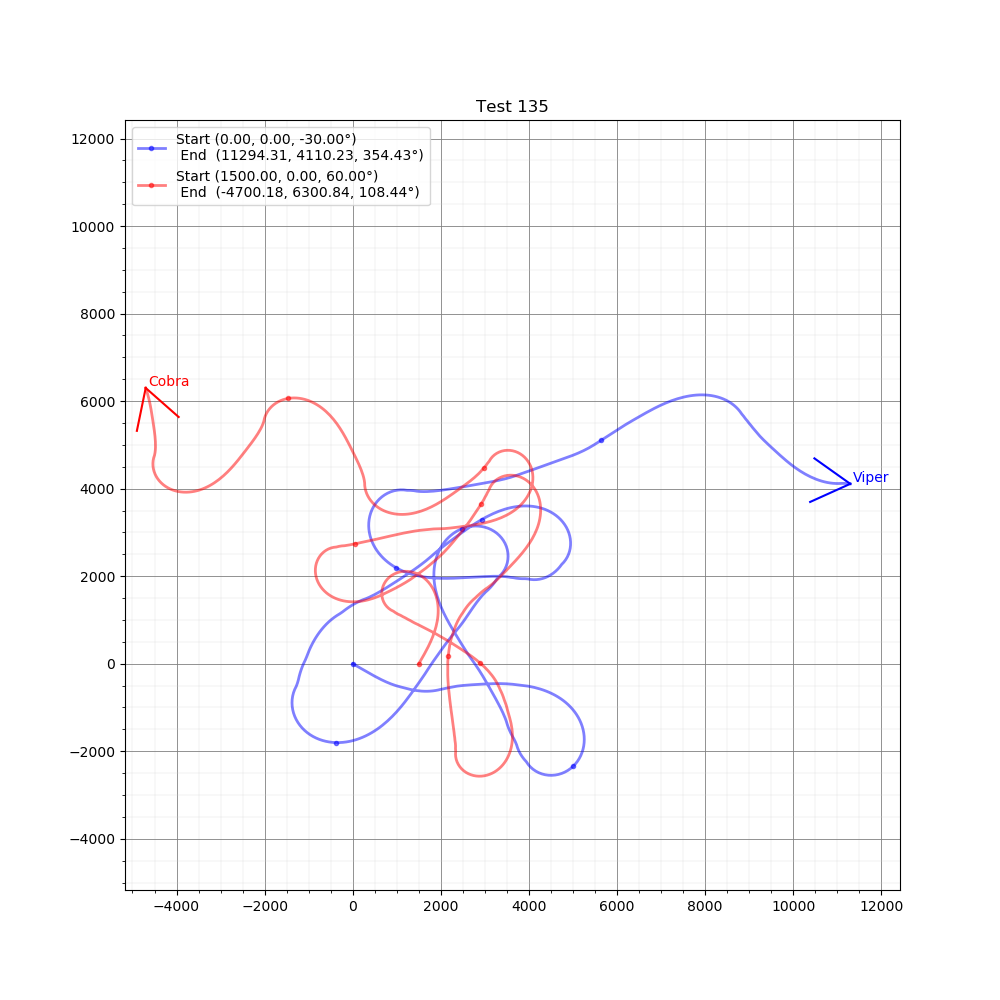 Test 135
Start (0.00, 0.00, -30.00°)
End  (11294.31, 4110.23, 354.43°)
Start (1500.00, 0.00, 60.00°)
End  (-4700.18, 6300.84, 108.44°)
12000
10000
8000
6000
4000
2000
0
−2000
−4000
Cobra
Viper
−4000 −2000 0 2000 4000 6000 8000 10000 12000